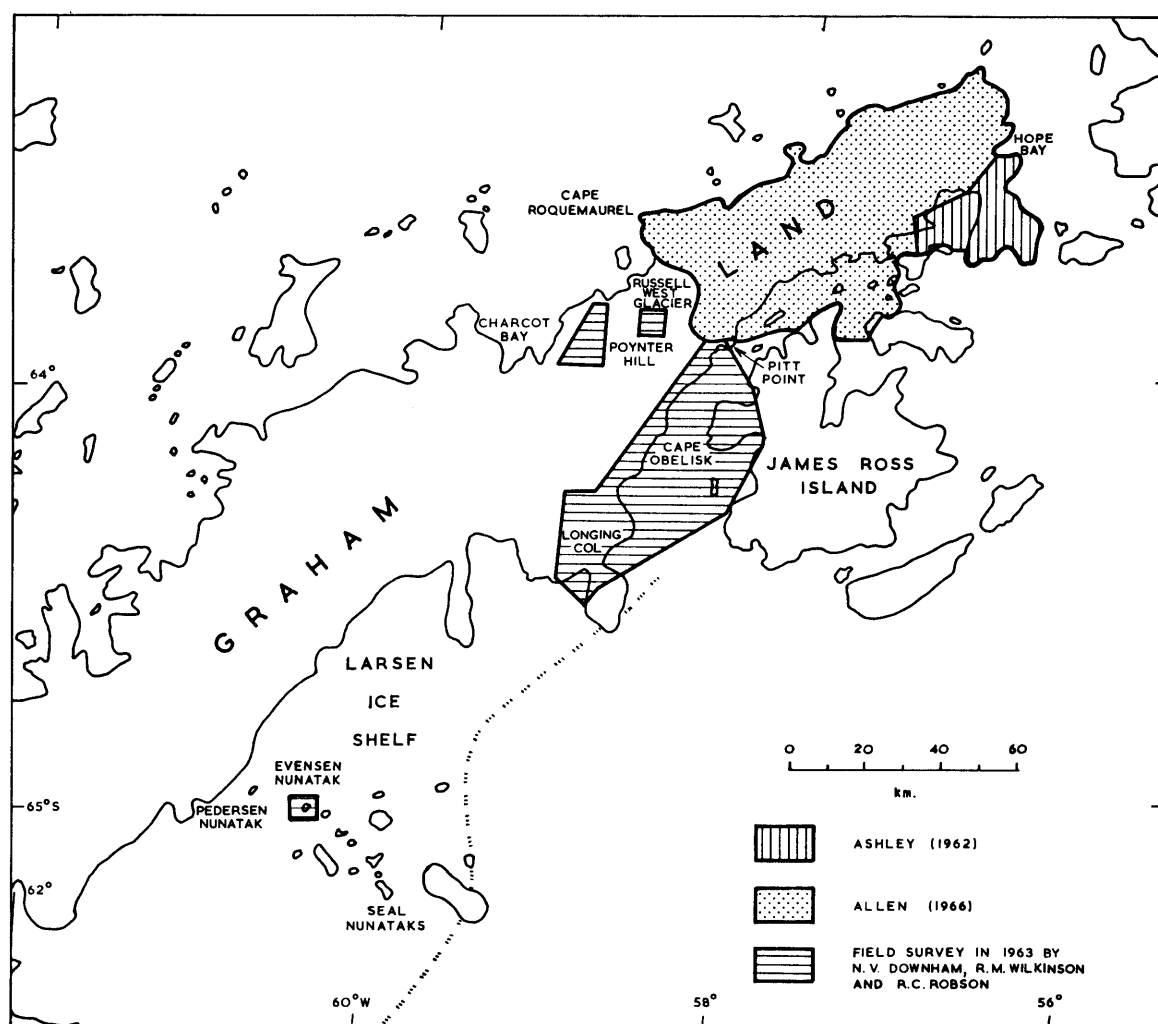 HOPE
BAY
CAPE
ROQUEMAUREL
LAND
RUSSELL
WEST
GLACIER
CHARCOT
BAY
POYNTER
HILL
PITT
POINT
64°
CAPE
OBELISK
JAMES ROSS
ISLAND
LONGING
COL
GRAHAM
LARSEN
ICE
SHELF
EVENSEN
NUNATAK
65°S
PEDERSEN
NUNATAK
62°
SEAL
NUNATAKS
0 20 40 60
km.
ASHLEY (1962)
ALLEN (1966)
FIELD SURVEY IN 1963 BY
N. V. DOWNHAM, R.M. WILKINSON
AND R.C. ROBSON
60°W
58°
56°